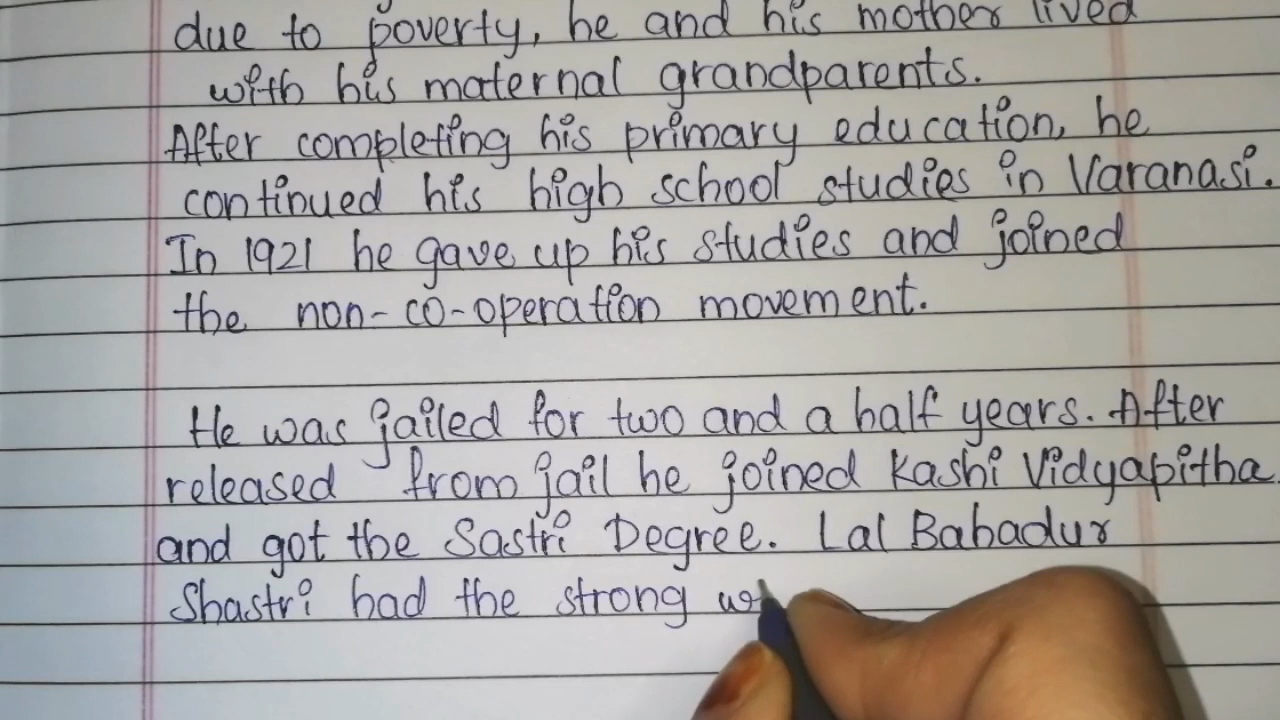 due to poverty, he and his mother lived
with his maternal grandparents.
After completing his primary education, he
continued his high school studies in Varanasi.
In 1921 he gave up his studies and joined
the non-co-operation movement.
He was jailed for two and a half years. After
released from jail he joined Kashi Vidyapitha
and got the Sastri Degree. Lal Bahadur
Shastri had the strong